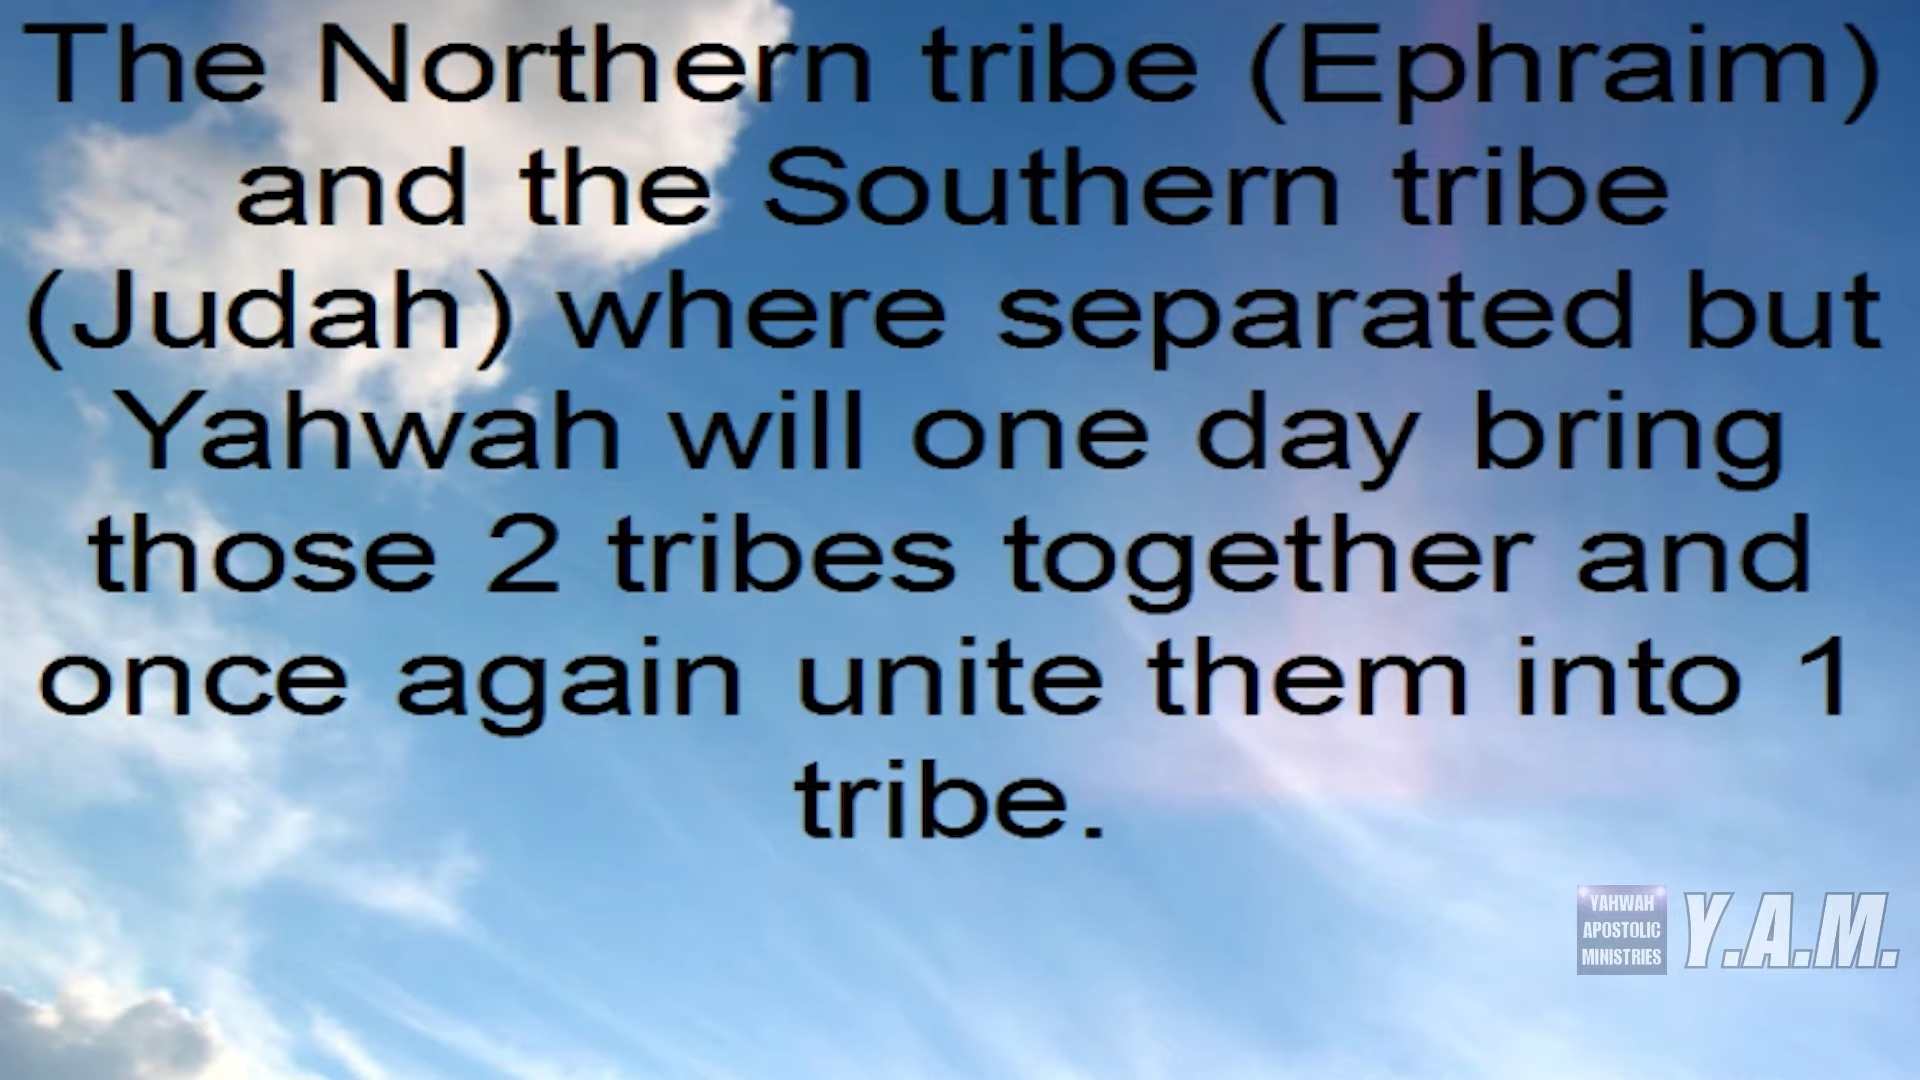 The Northern tribe (Ephraim)
and the Southern tribe
(Judah) where separated but
Yahwah will one day bring
those 2 tribes together and
once again unite them into 1
tribe.
YAHWAH
APOSTOLIC
MINISTRIES
Y.A.M.